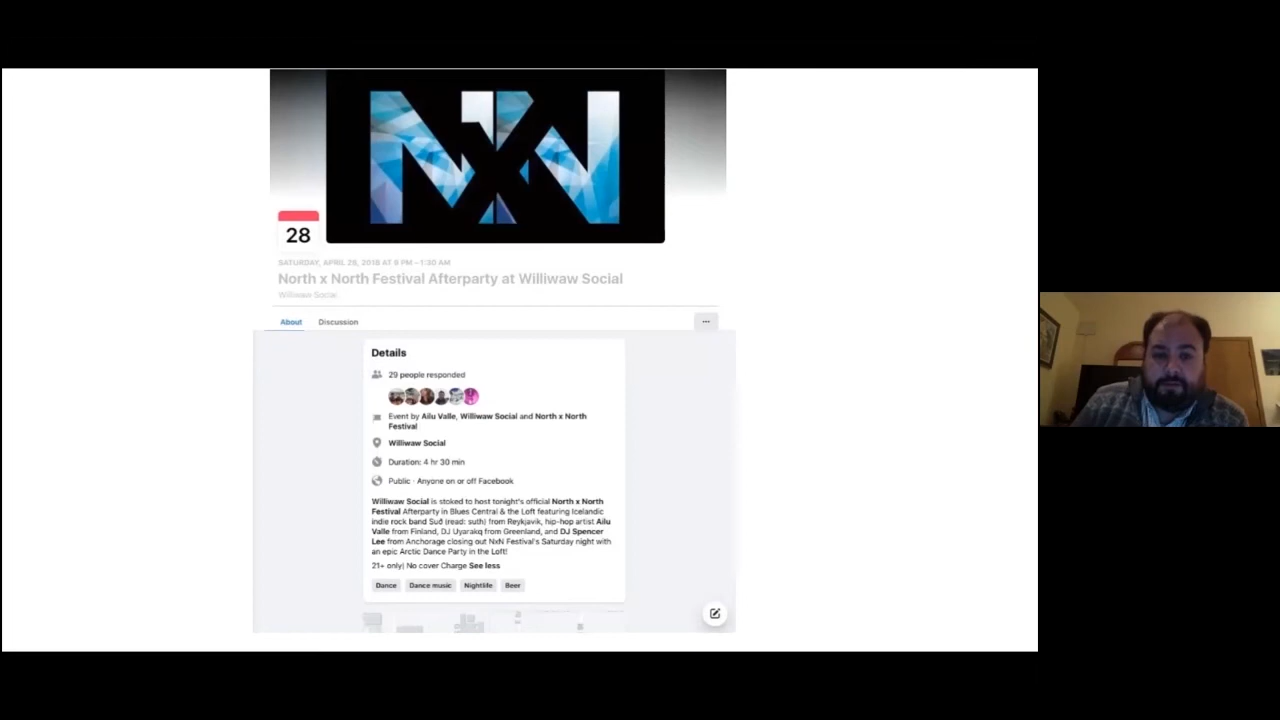 NxN
28
SATURDAY, APRIL 28, 2018 AT 9 PM – 1:30 AM
North x North Festival Afterparty at Williwaw Social
Williwaw Social
About Discussion
Details
29 people responded
Event by Ailu Valle, Williwaw Social and North x North
Festival
Williwaw Social
Duration: 4 hr 30 min
Public · Anyone on or off Facebook
Williwaw Social is stoked to host tonight's official North x North
Festival Afterparty in Blues Central & the Loft featuring Icelandic
indie rock band Suð (read: suth) from Reykjavik, hip-hop artist Ailu
Valle from Finland, DJ Uyarakq from Greenland, and DJ Spencer
Lee from Anchorage closing out NxN Festival's Saturday night with
an epic Arctic Dance Party in the Loft!
21+ only| No cover Charge See less
Dance Dance music Nightlife Beer